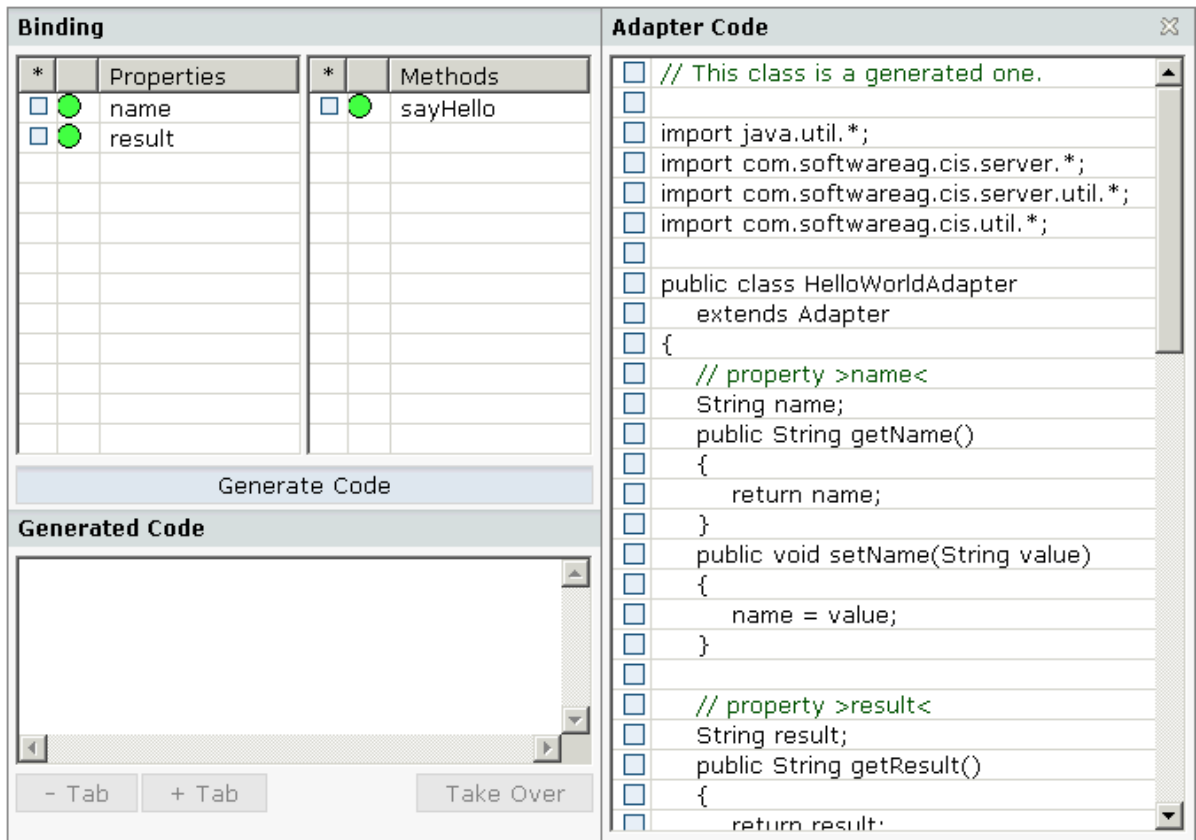 Binding
* Properties
name
result
* Methods
sayHello
Generate Code
Generated Code
- Tab + Tab Take Over
Adapter Code
// This class is a generated one.
import java.util.*;
import com.softwareag.cis.server.*;
import com.softwareag.cis.server.util.*;
import com.softwareag.cis.util.*;
public class HelloWorldAdapter
extends Adapter
{
// property >name<
String name;
public String getName()
{
return name;
}
public void setName(String value)
{
name = value;
}
// property >result<
String result;
public String getResult()
{
return result;